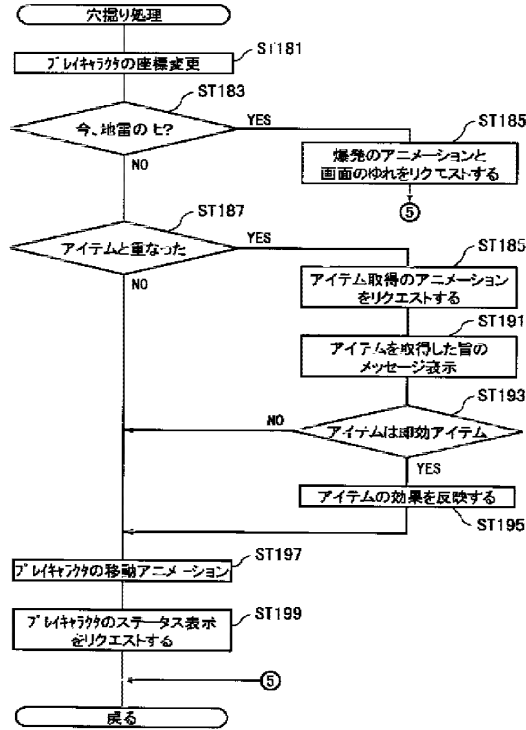 穴掘り処理
ST181
プレイキャラクタの座標変更
ST183
今、地雷の上?
YES
NO
ST185
爆発のアニメーションと
画面のゆれをリクエストする
⑤
ST187
アイテムと重なった
YES
NO
ST185
アイテム取得のアニメーション
をリクエストする
ST191
アイテムを取得した旨の
メッセージ表示
ST193
アイテムは即効アイテム
NO
YES
アイテムの効果を反映する
ST195
ST197
プレイキャラクタの移動アニメーション
ST199
プレイキャラクタのステータス表示
をリクエストする
⑤
戻る